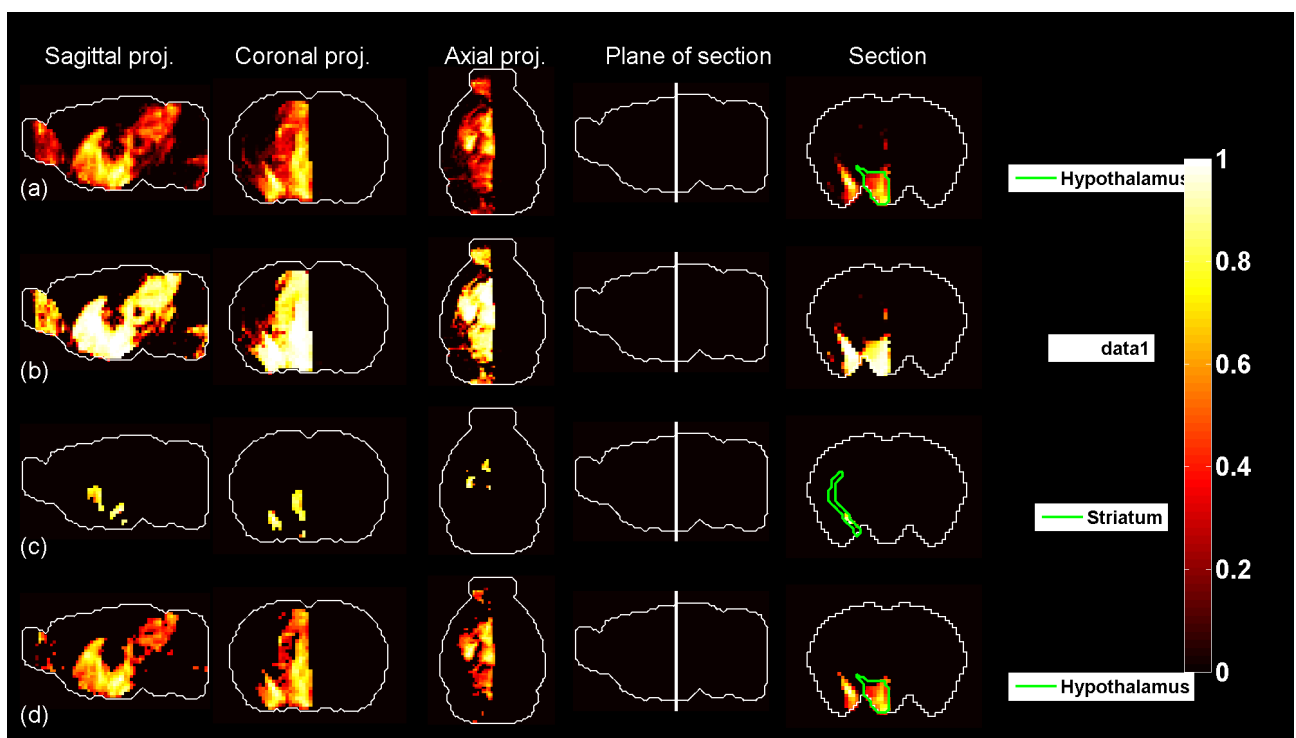 Sagittal proj. Coronal proj. Axial proj. Plane of section Section
(a)
Hypothalamus
1
0.8
(b)
data1
0.6
0.4
(c)
Striatum
0.2
(d)
Hypothalamus
0